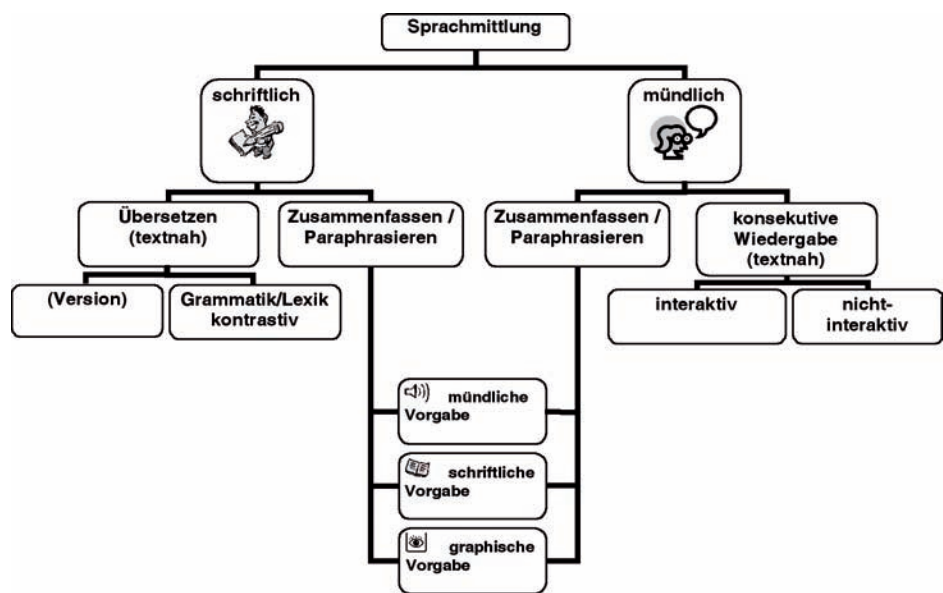 Sprachmittlung
schriftlich
mündlich
Übersetzen
(textnah)
Zusammenfassen /
Paraphrasieren
Zusammenfassen /
Paraphrasieren
konsekutive
Wiedergabe
(textnah)
(Version)
Grammatik/Lexik
kontrastiv
interaktiv
nicht-
interaktiv
mündliche
Vorgabe
schriftliche
Vorgabe
graphische
Vorgabe